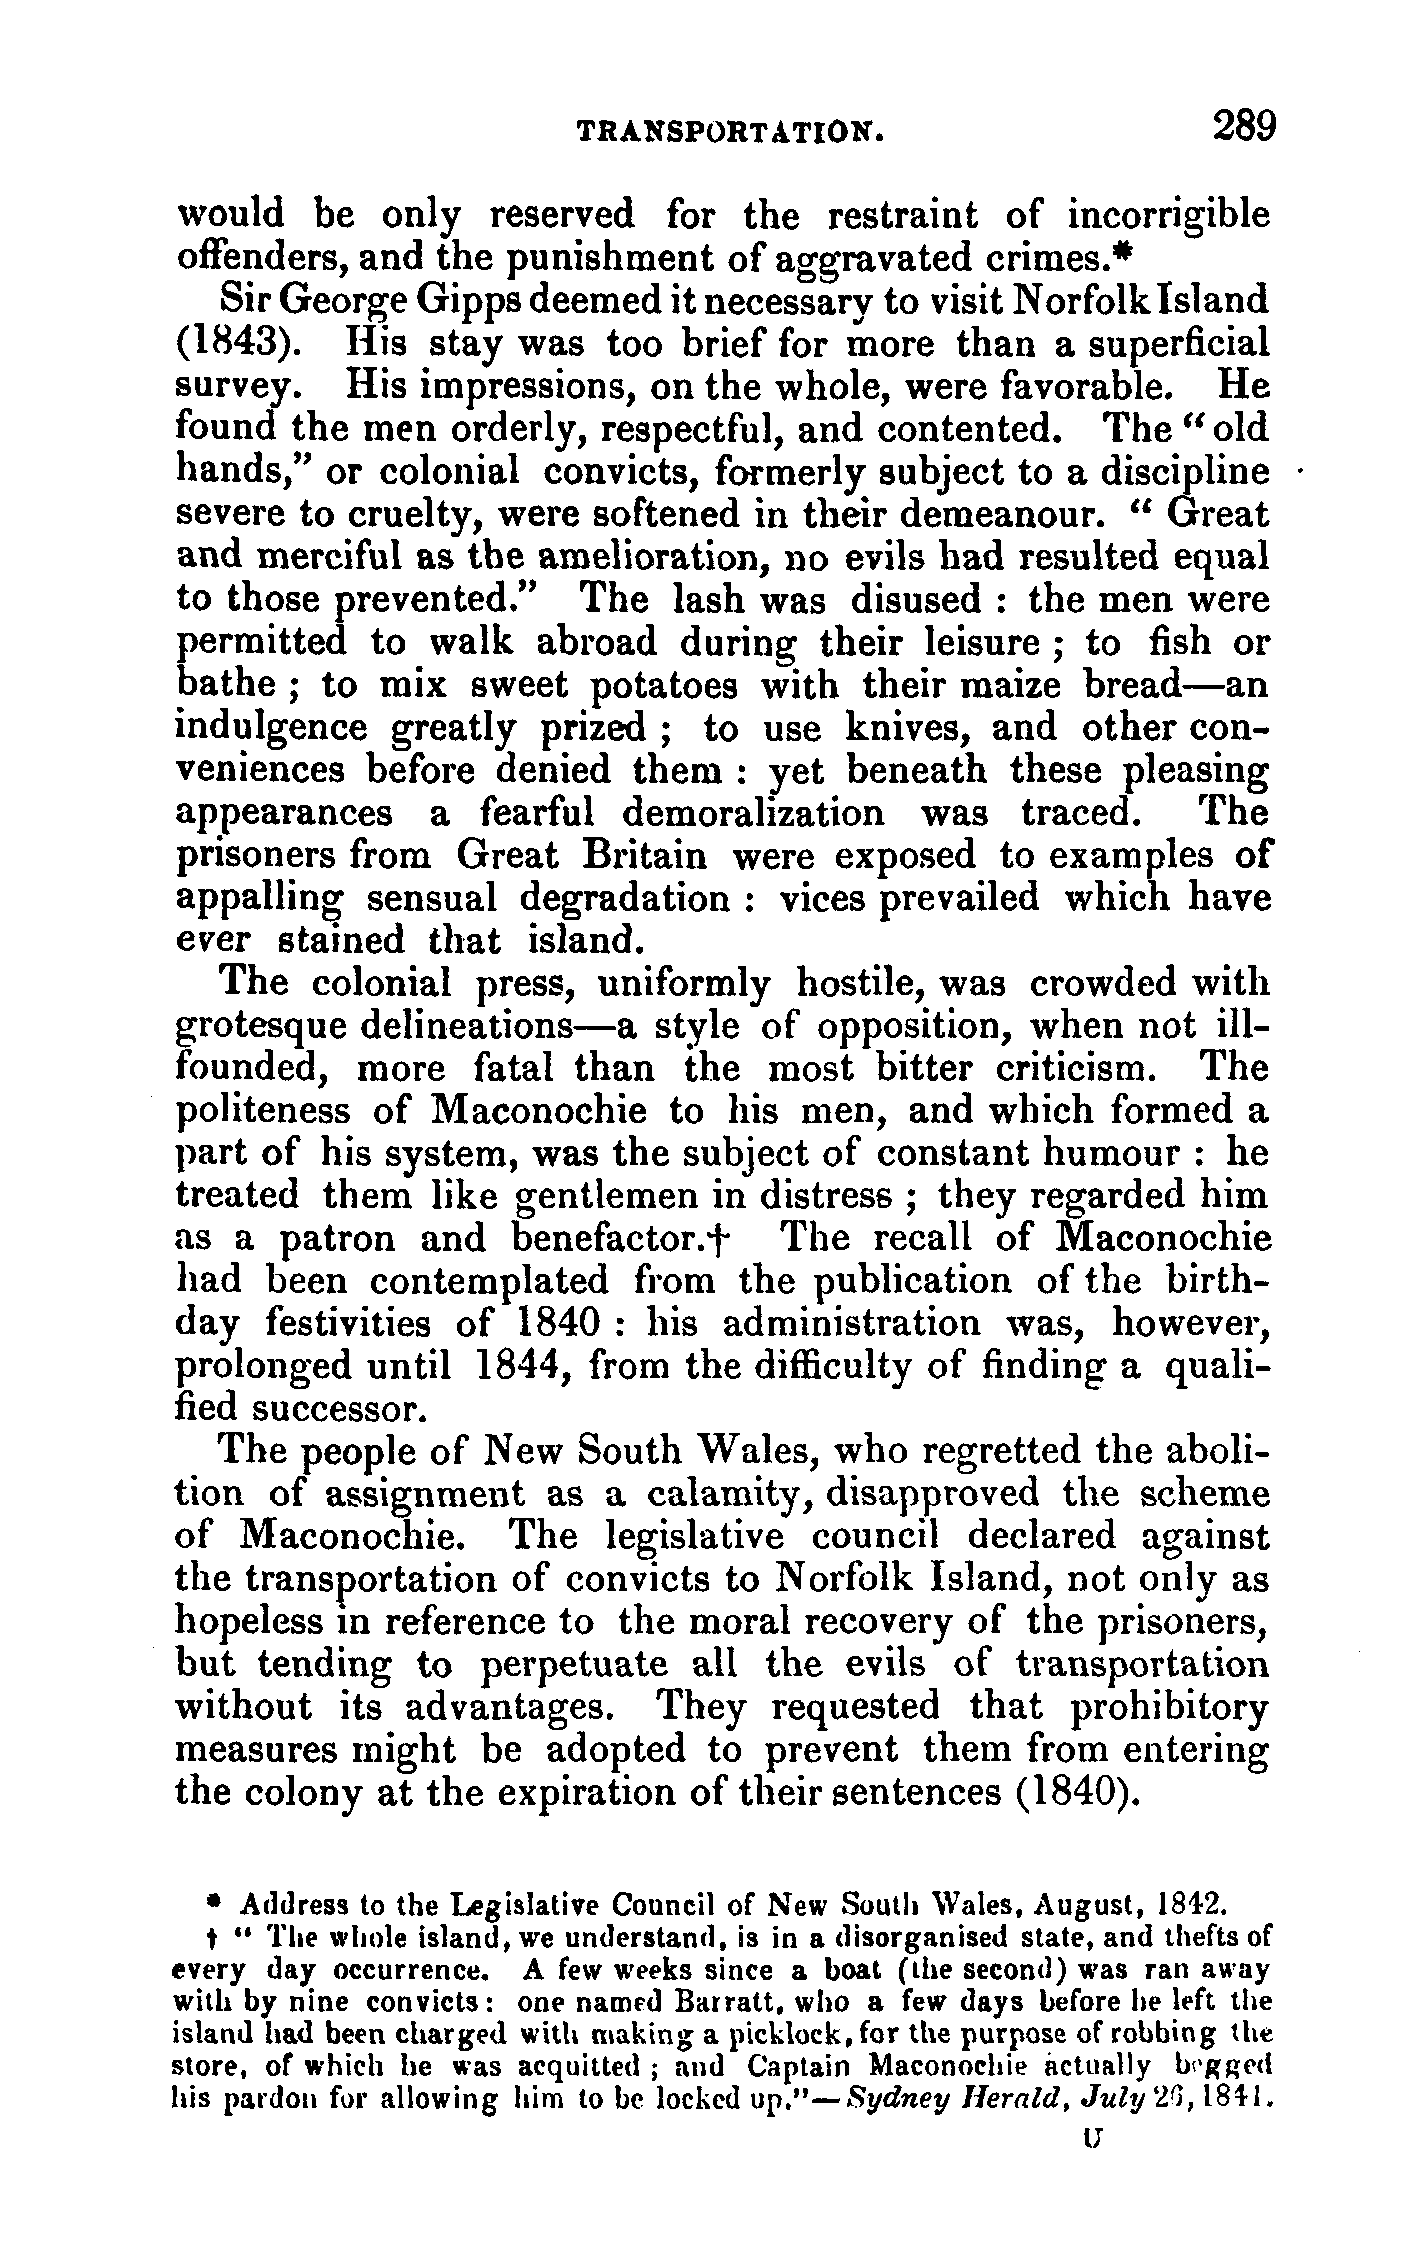 TRANSPORTATION. 289
would be only reserved for the restraint of incorrigible
offenders, and the punishment of aggravated crimes.*
Sir George Gipps deemed it necessary to visit Norfolk Island
(1843). His stay was too brief for more than a superficial
survey. His impressions, on the whole, were favorable. He
found the men orderly, respectful, and contented. The "old
hands," or colonial convicts, formerly subject to a discipline
severe to cruelty, were softened in their demeanour. " Great
and merciful as the amelioration, no evils had resulted equal
to those prevented." The lash was disused : the men were
permitted to walk abroad during their leisure ; to fish or
bathe ; to mix sweet potatoes with their maize bread—an
indulgence greatly prized ; to use knives, and other con-
veniences before denied them : yet beneath these pleasing
appearances a fearful demoralization was traced. The
prisoners from Great Britain were exposed to examples of
appalling sensual degradation : vices prevailed which have
ever stained that island.
The colonial press, uniformly hostile, was crowded with
grotesque delineations—a style of opposition, when not ill-
founded, more fatal than the most bitter criticism. The
politeness of Maconochie to his men, and which formed a
part of his system, was the subject of constant humour : he
treated them like gentlemen in distress ; they regarded him
as a patron and benefactor.† The recall of Maconochie
had been contemplated from the publication of the birth-
day festivities of 1840 : his administration was, however,
prolonged until 1844, from the difficulty of finding a quali-
fied successor.
The people of New South Wales, who regretted the aboli-
tion of assignment as a calamity, disapproved the scheme
of Maconochie. The legislative council declared against
the transportation of convicts to Norfolk Island, not only as
hopeless in reference to the moral recovery of the prisoners,
but tending to perpetuate all the evils of transportation
without its advantages. They requested that prohibitory
measures might be adopted to prevent them from entering
the colony at the expiration of their sentences (1840).
* Address to the Legislative Council of New South Wales, August, 1842.
† " The whole island, we understand, is in a disorganised state, and thefts of
every day occurrence. A few weeks since a boat (the second) was ran away
with by nine convicts: one named Barratt, who a few days before he left the
island had been charged with making a picklock, for the purpose of robbing the
store, of which he was acquitted ; and Captain Maconochie actually begged
his pardon for allowing him to be locked up."—Sydney Herald, July 26, 1841.
U